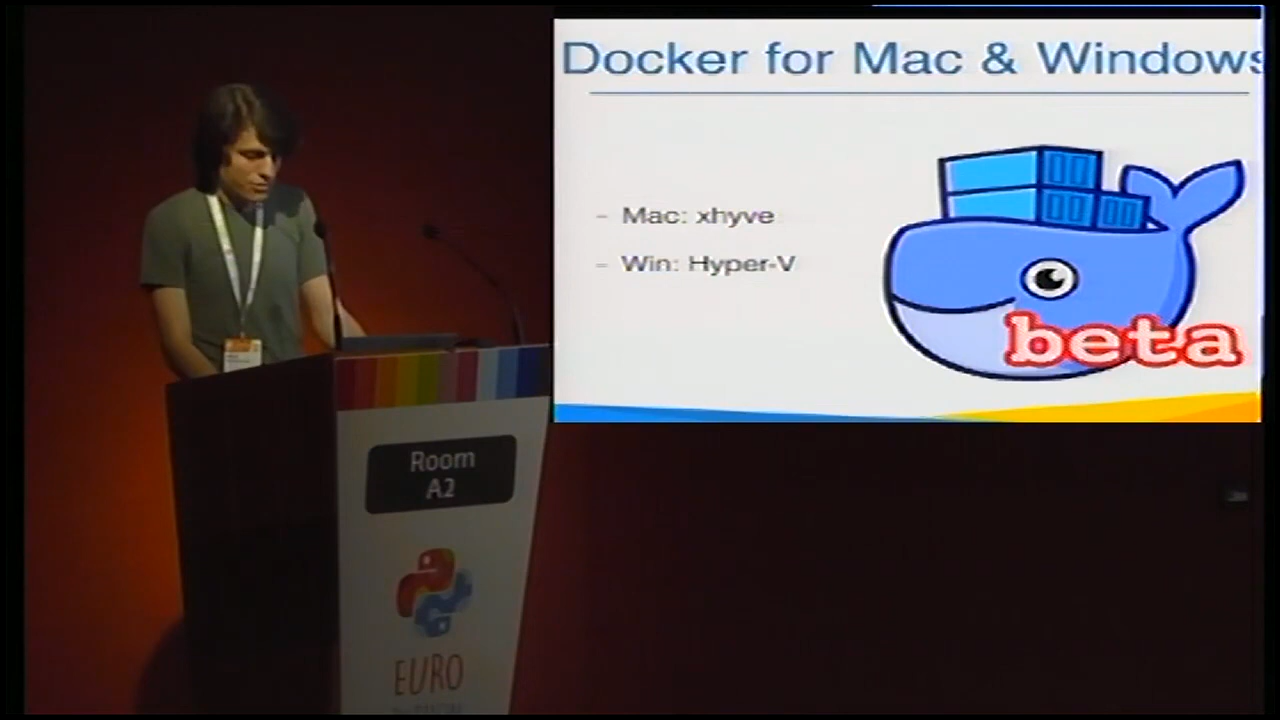 Docker for Mac & Windows
- Mac: xhyve
- Win: Hyper-V
beta
Room
A2
EURO